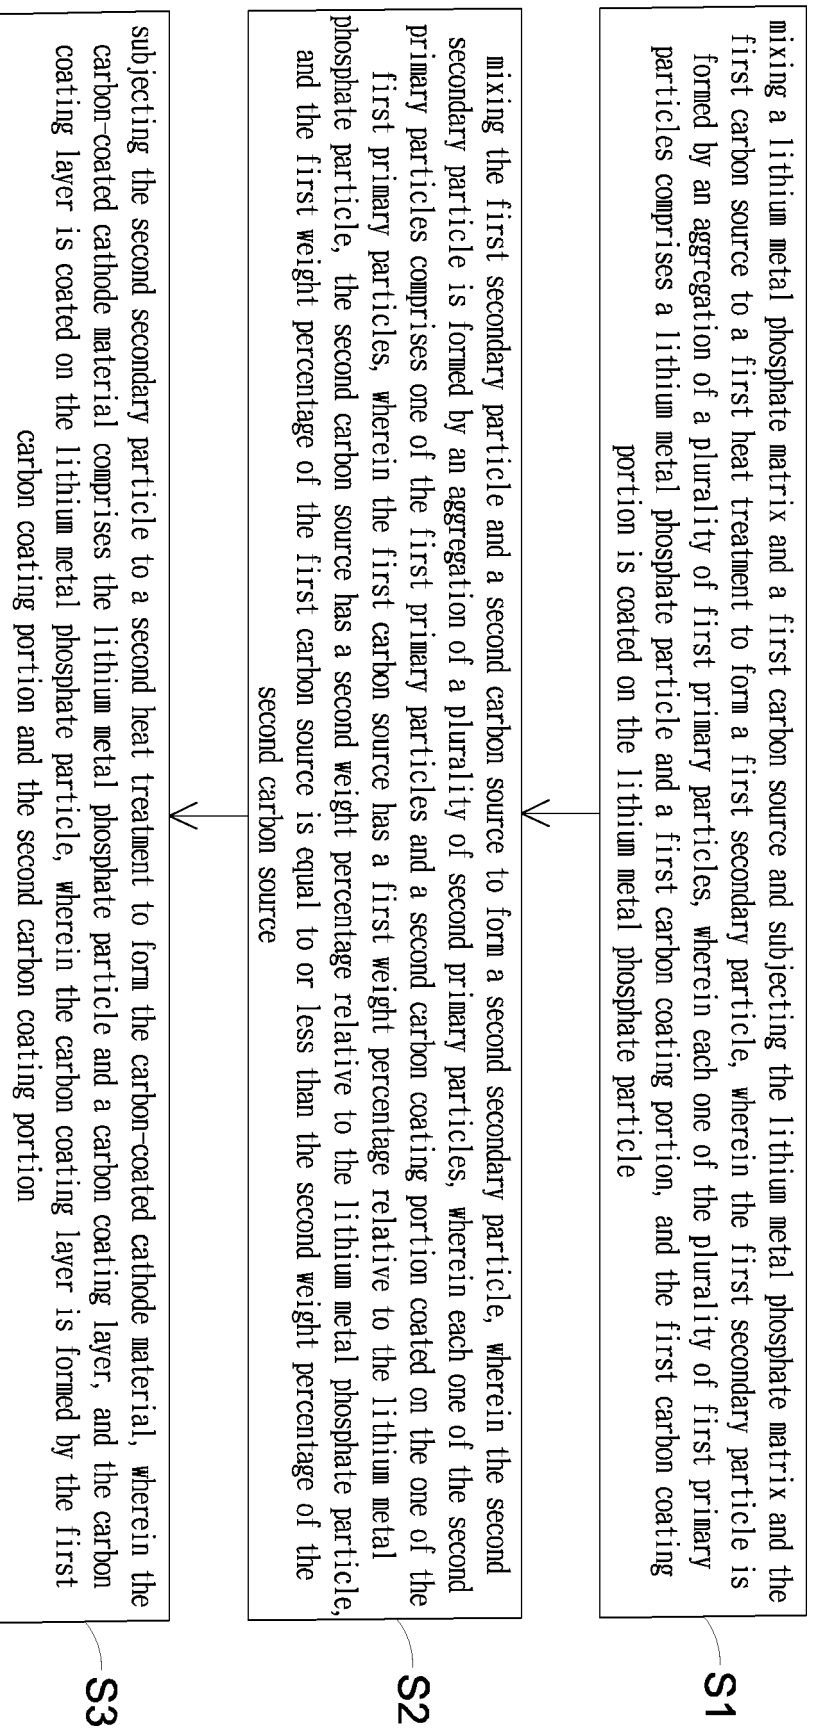 mixing a lithium metal phosphate matrix and a first carbon source and subjecting the lithium metal phosphate matrix and the
first carbon source to a first heat treatment to form a first secondary particle, wherein the first secondary particle is
formed by an aggregation of a plurality of first primary particles, wherein each one of the plurality of first primary
particles comprises a lithium metal phosphate particle and a first carbon coating portion, and the first carbon coating
portion is coated on the lithium metal phosphate particle
S1
mixing the first secondary particle and a second carbon source to form a second secondary particle, wherein the second
secondary particle is formed by an aggregation of a plurality of second primary particles, wherein each one of the second
primary particles comprises one of the first primary particles and a second carbon coating portion coated on the one of the
first primary particles, wherein the first carbon source has a first weight percentage relative to the lithium metal
phosphate particle, the second carbon source has a second weight percentage relative to the lithium metal phosphate particle,
and the first weight percentage of the first carbon source is equal to or less than the second weight percentage of the
second carbon source
S2
subjecting the second secondary particle to a second heat treatment to form the carbon-coated cathode material, wherein the
carbon-coated cathode material comprises the lithium metal phosphate particle and a carbon coating layer, and the carbon
coating layer is coated on the lithium metal phosphate particle, wherein the carbon coating layer is formed by the first
carbon coating portion and the second carbon coating portion
S3